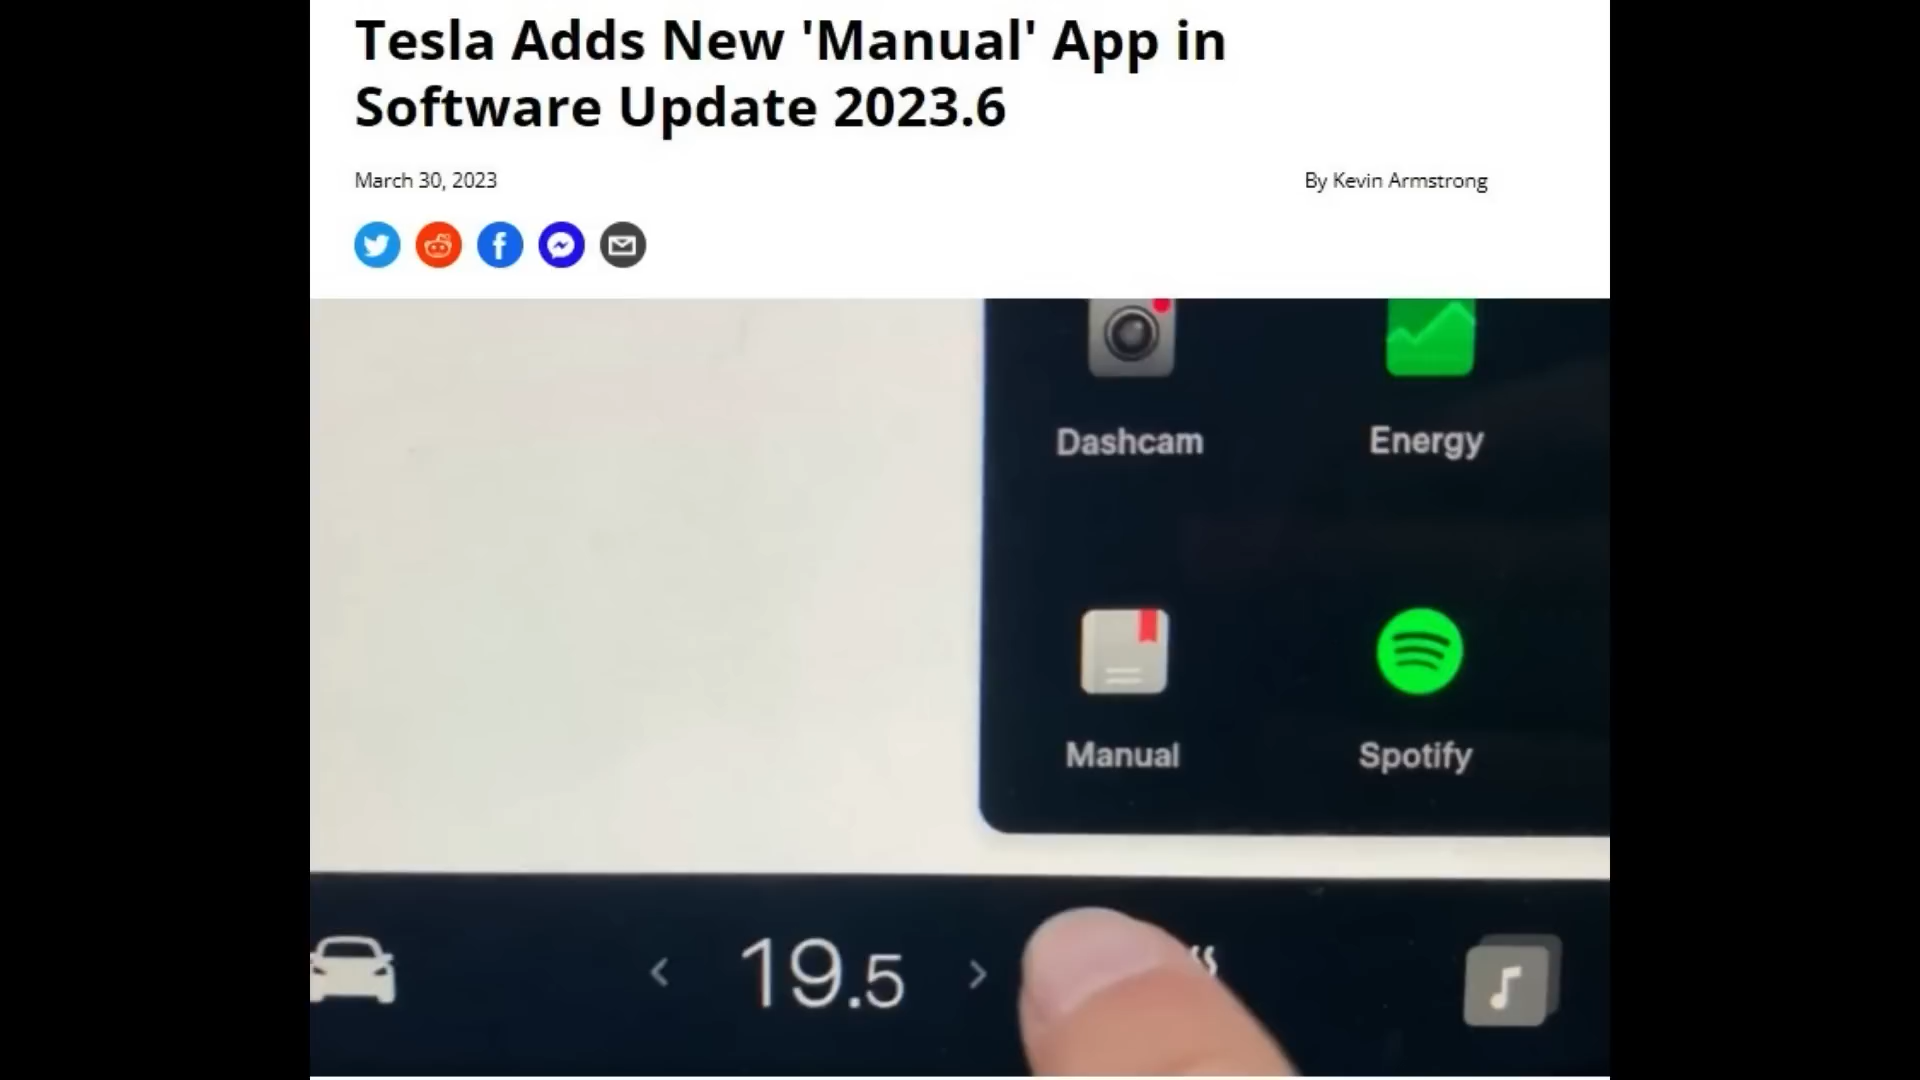 Tesla Adds New 'Manual' App in
Software Update 2023.6
March 30, 2023
By Kevin Armstrong
Dashcam
Energy
Manual
Spotify
< 19.5 >